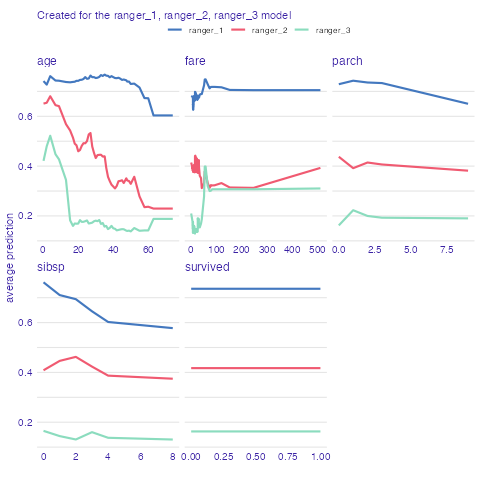 Created for the ranger_1, ranger_2, ranger_3 model
ranger_1 ranger_2 ranger_3
age fare parch
0.6
0.4
0.2
0 20 40 60
0 100 200 300 400 500
0.0 2.5 5.0 7.5
average prediction
sibsp survived
0.6
0.4
0.2
0 2 4 6 8
0.00 0.25 0.50 0.75 1.00